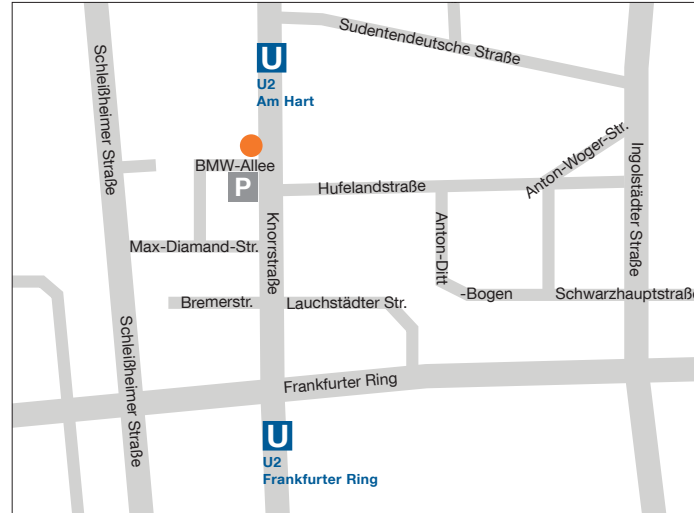 Sudentendeutsche Straße
Schleißheimer Straße
U
U2
Am Hart
Anton-Woger-Str.
Ingolstädter Straße
BMW-Allee
P
Hufelandstraße
Knorrstraße
Anton-Ditt
-Bogen
Max-Diamand-Str.
Schwarzhauptstraße
Bremerstr.
Lauchstädter Str.
Schleißheimer Straße
Frankfurter Ring
U
U2
Frankfurter Ring